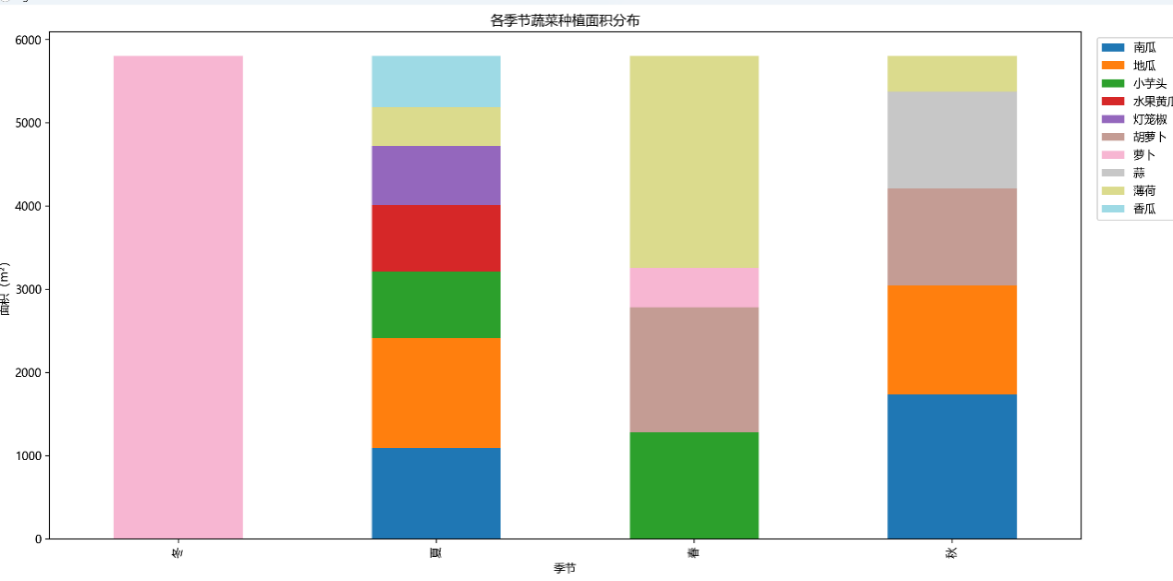 各季节蔬菜种植面积分布
6000
5000
4000
3000
2000
1000
0
面积（m²）
冬
夏
春
秋
季节
南瓜
地瓜
小芋头
水果黄瓜
灯笼椒
胡萝卜
萝卜
蒜
薄荷
香瓜